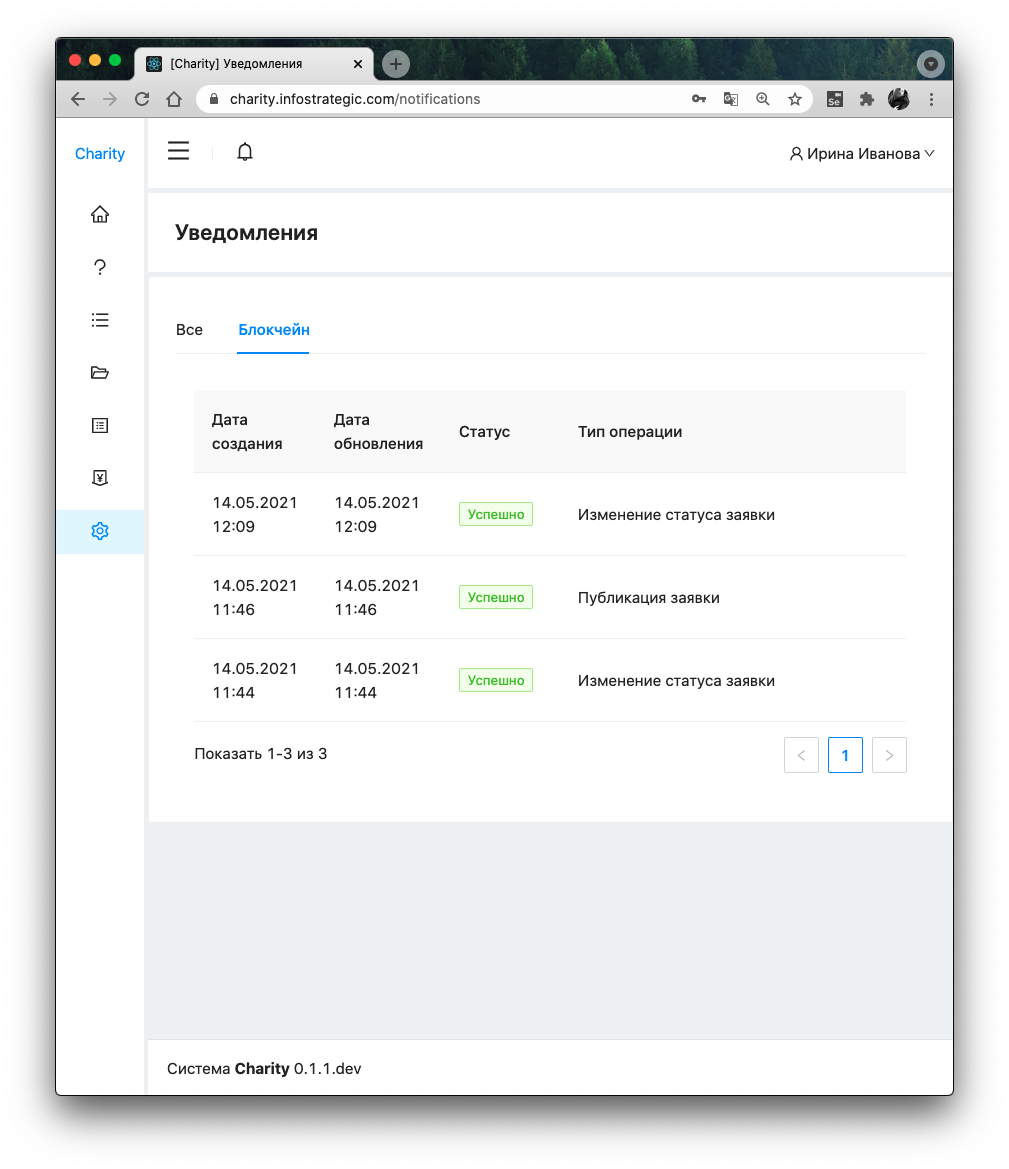 [Charity] Уведомления
charity.infostrategic.com/notifications
Se
Charity
Ирина Иванова
Уведомления
Все Блокчейн
Дата создания Дата обновления Статус Тип операции
14.05.2021 12:09 14.05.2021 12:09 Успешно Изменение статуса заявки
14.05.2021 11:46 14.05.2021 11:46 Успешно Публикация заявки
14.05.2021 11:44 14.05.2021 11:44 Успешно Изменение статуса заявки
Показать 1-3 из 3 < 1 >
Система Charity 0.1.1.dev